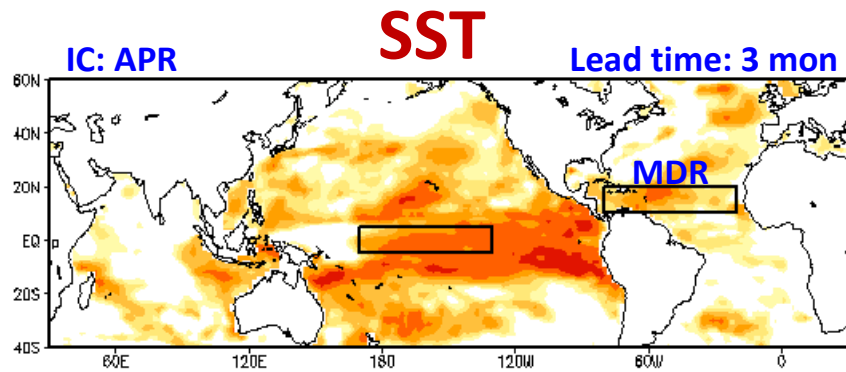 SST
IC: APR
Lead time: 3 mon
60N
40N
MDR
20N
EQ
20S
40S
60E 120E 180 120W 60W 0